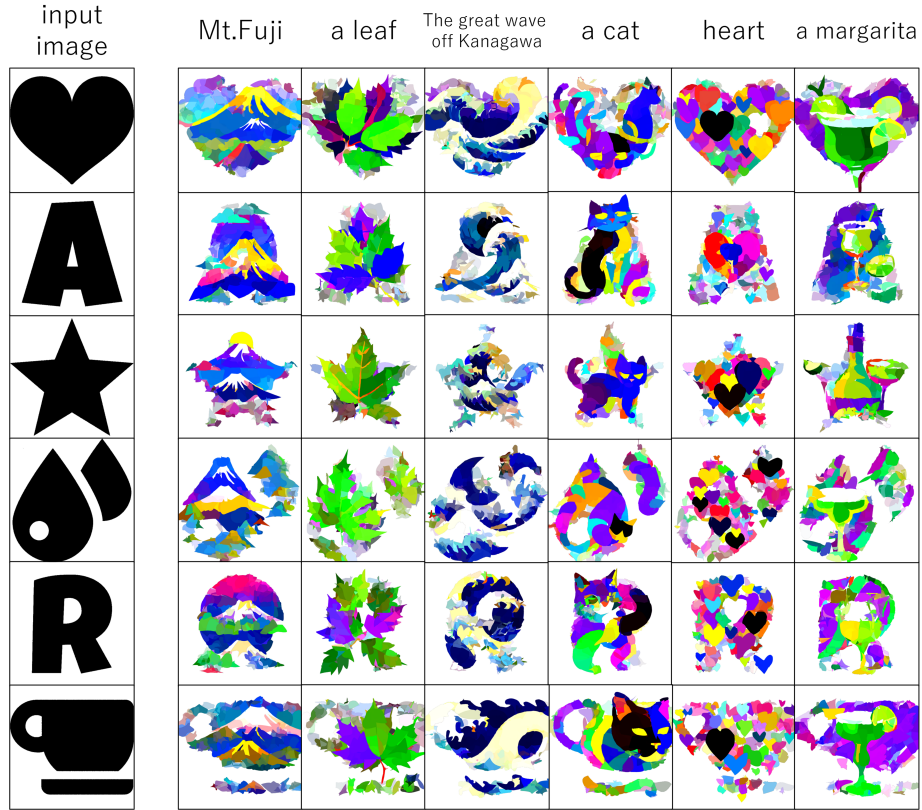 input
image
Mt.Fuji
a leaf
The great wave
off Kanagawa
a cat
heart
a margarita
A
R